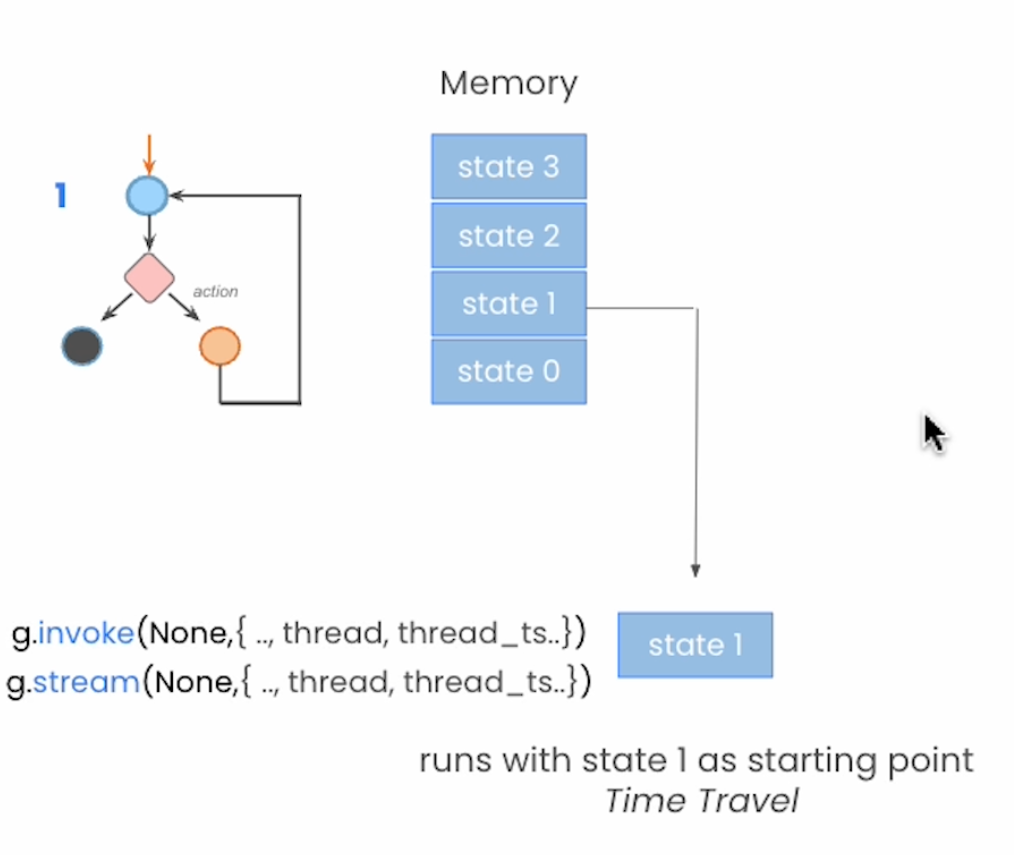 Memory
state 3
1
state 2
action
state 1
state 0
g.invoke(None,{ .., thread, thread_ts..})
state 1
g.stream(None,{ .., thread, thread_ts..})
runs with state 1 as starting point
Time Travel